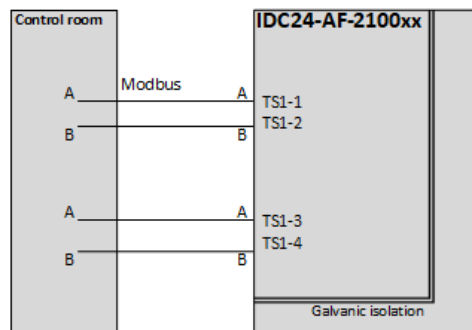 Control room
IDC24-AF-2100xx
Modbus
A A TS1-1
B B TS1-2
A A TS1-3
B B TS1-4
Galvanic isolation